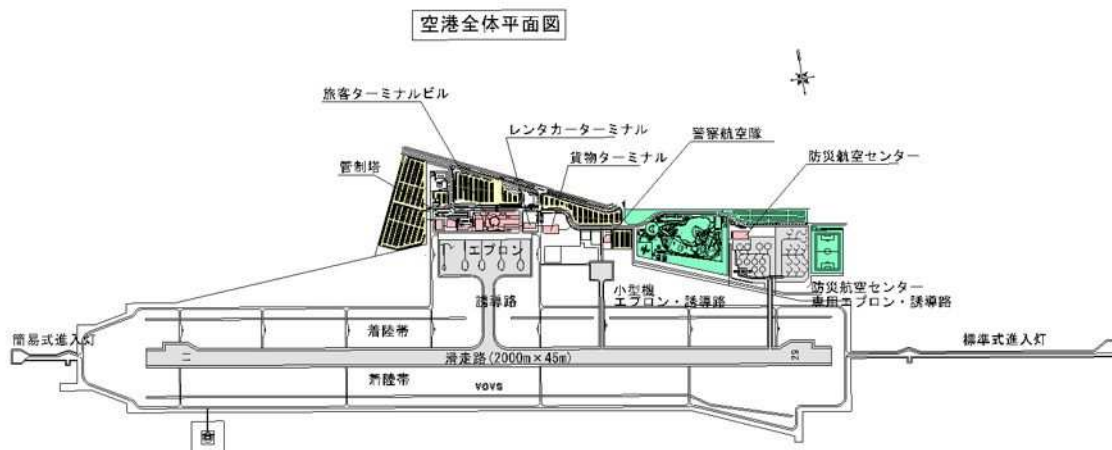 空港全体平面図
旅客ターミナルビル
レンタカーターミナル
警察航空隊
貨物ターミナル
防災航空センター
管制塔
エプロン
小型機
エプロン・誘導路
防災航空センター
専用エプロン・誘導路
誘導路
簡易式進入灯
着陸帯
標準式進入灯
11
滑走路(2000m×45m)
29
着陸帯